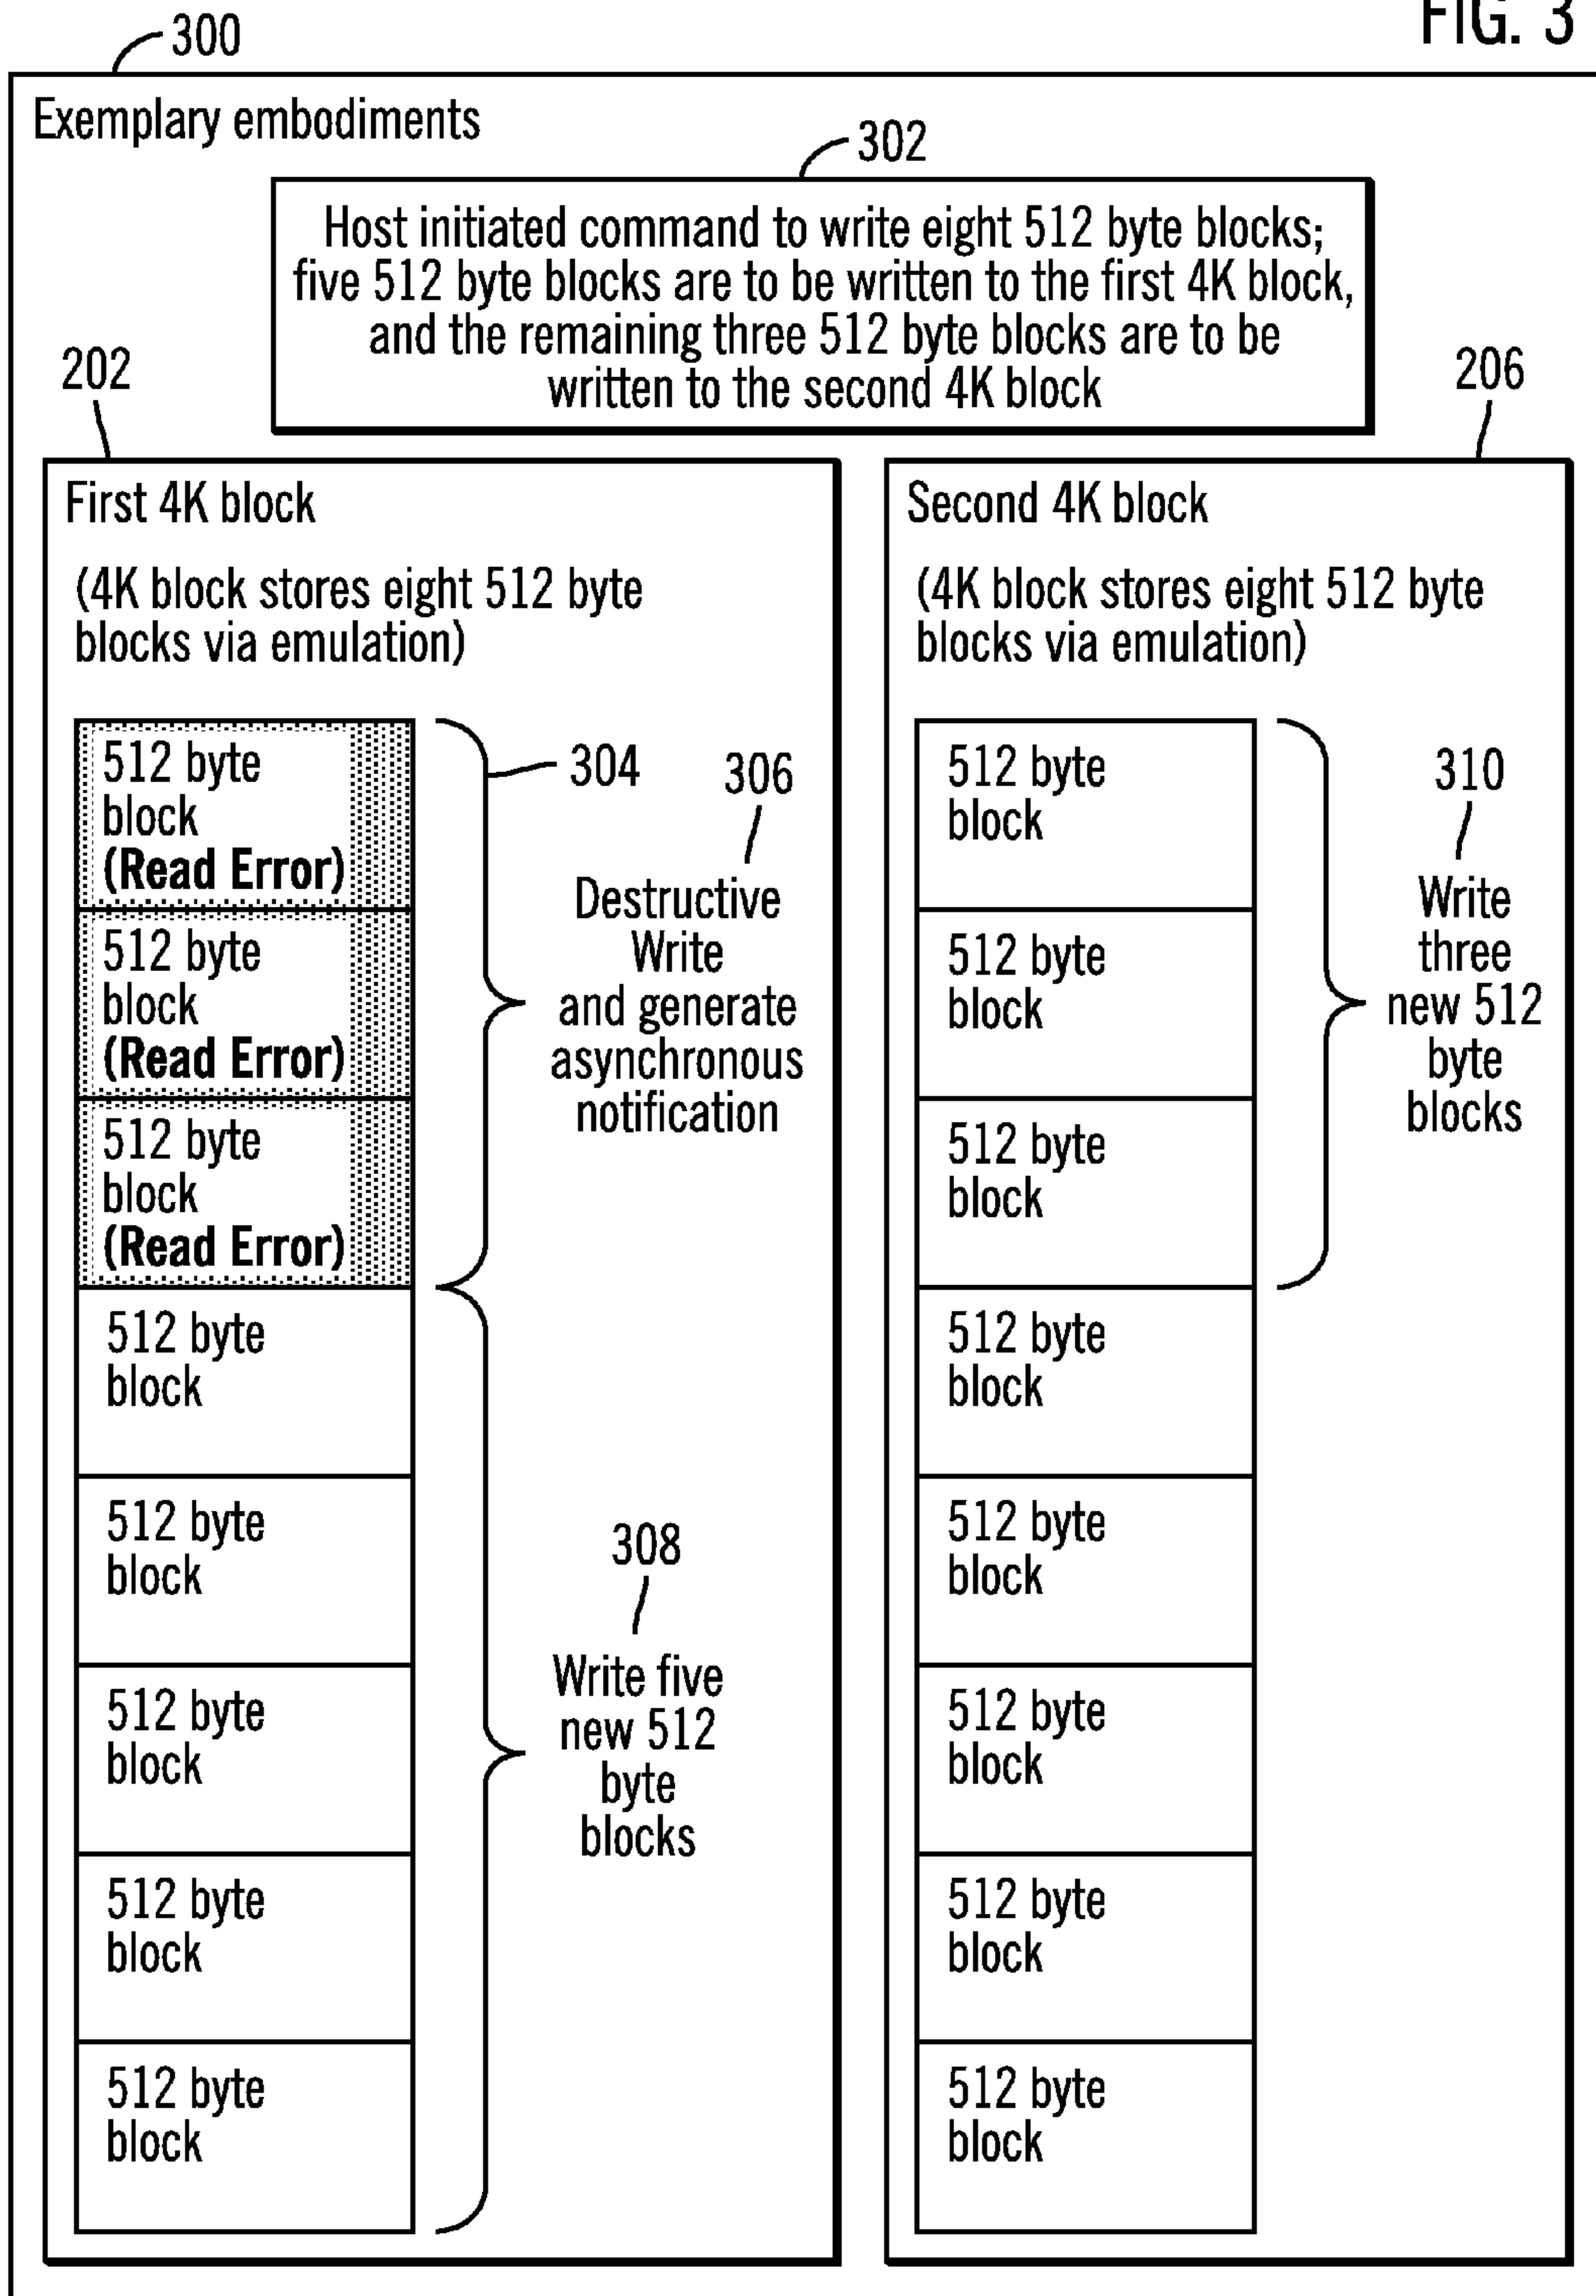 FIG. 3
300
Exemplary embodiments
302
Host initiated command to write eight 512 byte blocks;
five 512 byte blocks are to be written to the first 4K block,
and the remaining three 512 byte blocks are to be
written to the second 4K block
202
206
First 4K block
(4K block stores eight 512 byte
blocks via emulation)
512 byte
block
(Read Error)
512 byte
block
(Read Error)
512 byte
block
(Read Error)
512 byte
block
512 byte
block
512 byte
block
512 byte
block
512 byte
block
304
306
Destructive
Write
and generate
asynchronous
notification
308
Write five
new 512
byte
blocks
Second 4K block
(4K block stores eight 512 byte
blocks via emulation)
512 byte
block
512 byte
block
512 byte
block
512 byte
block
512 byte
block
512 byte
block
512 byte
block
512 byte
block
310
Write
three
new 512
byte
blocks